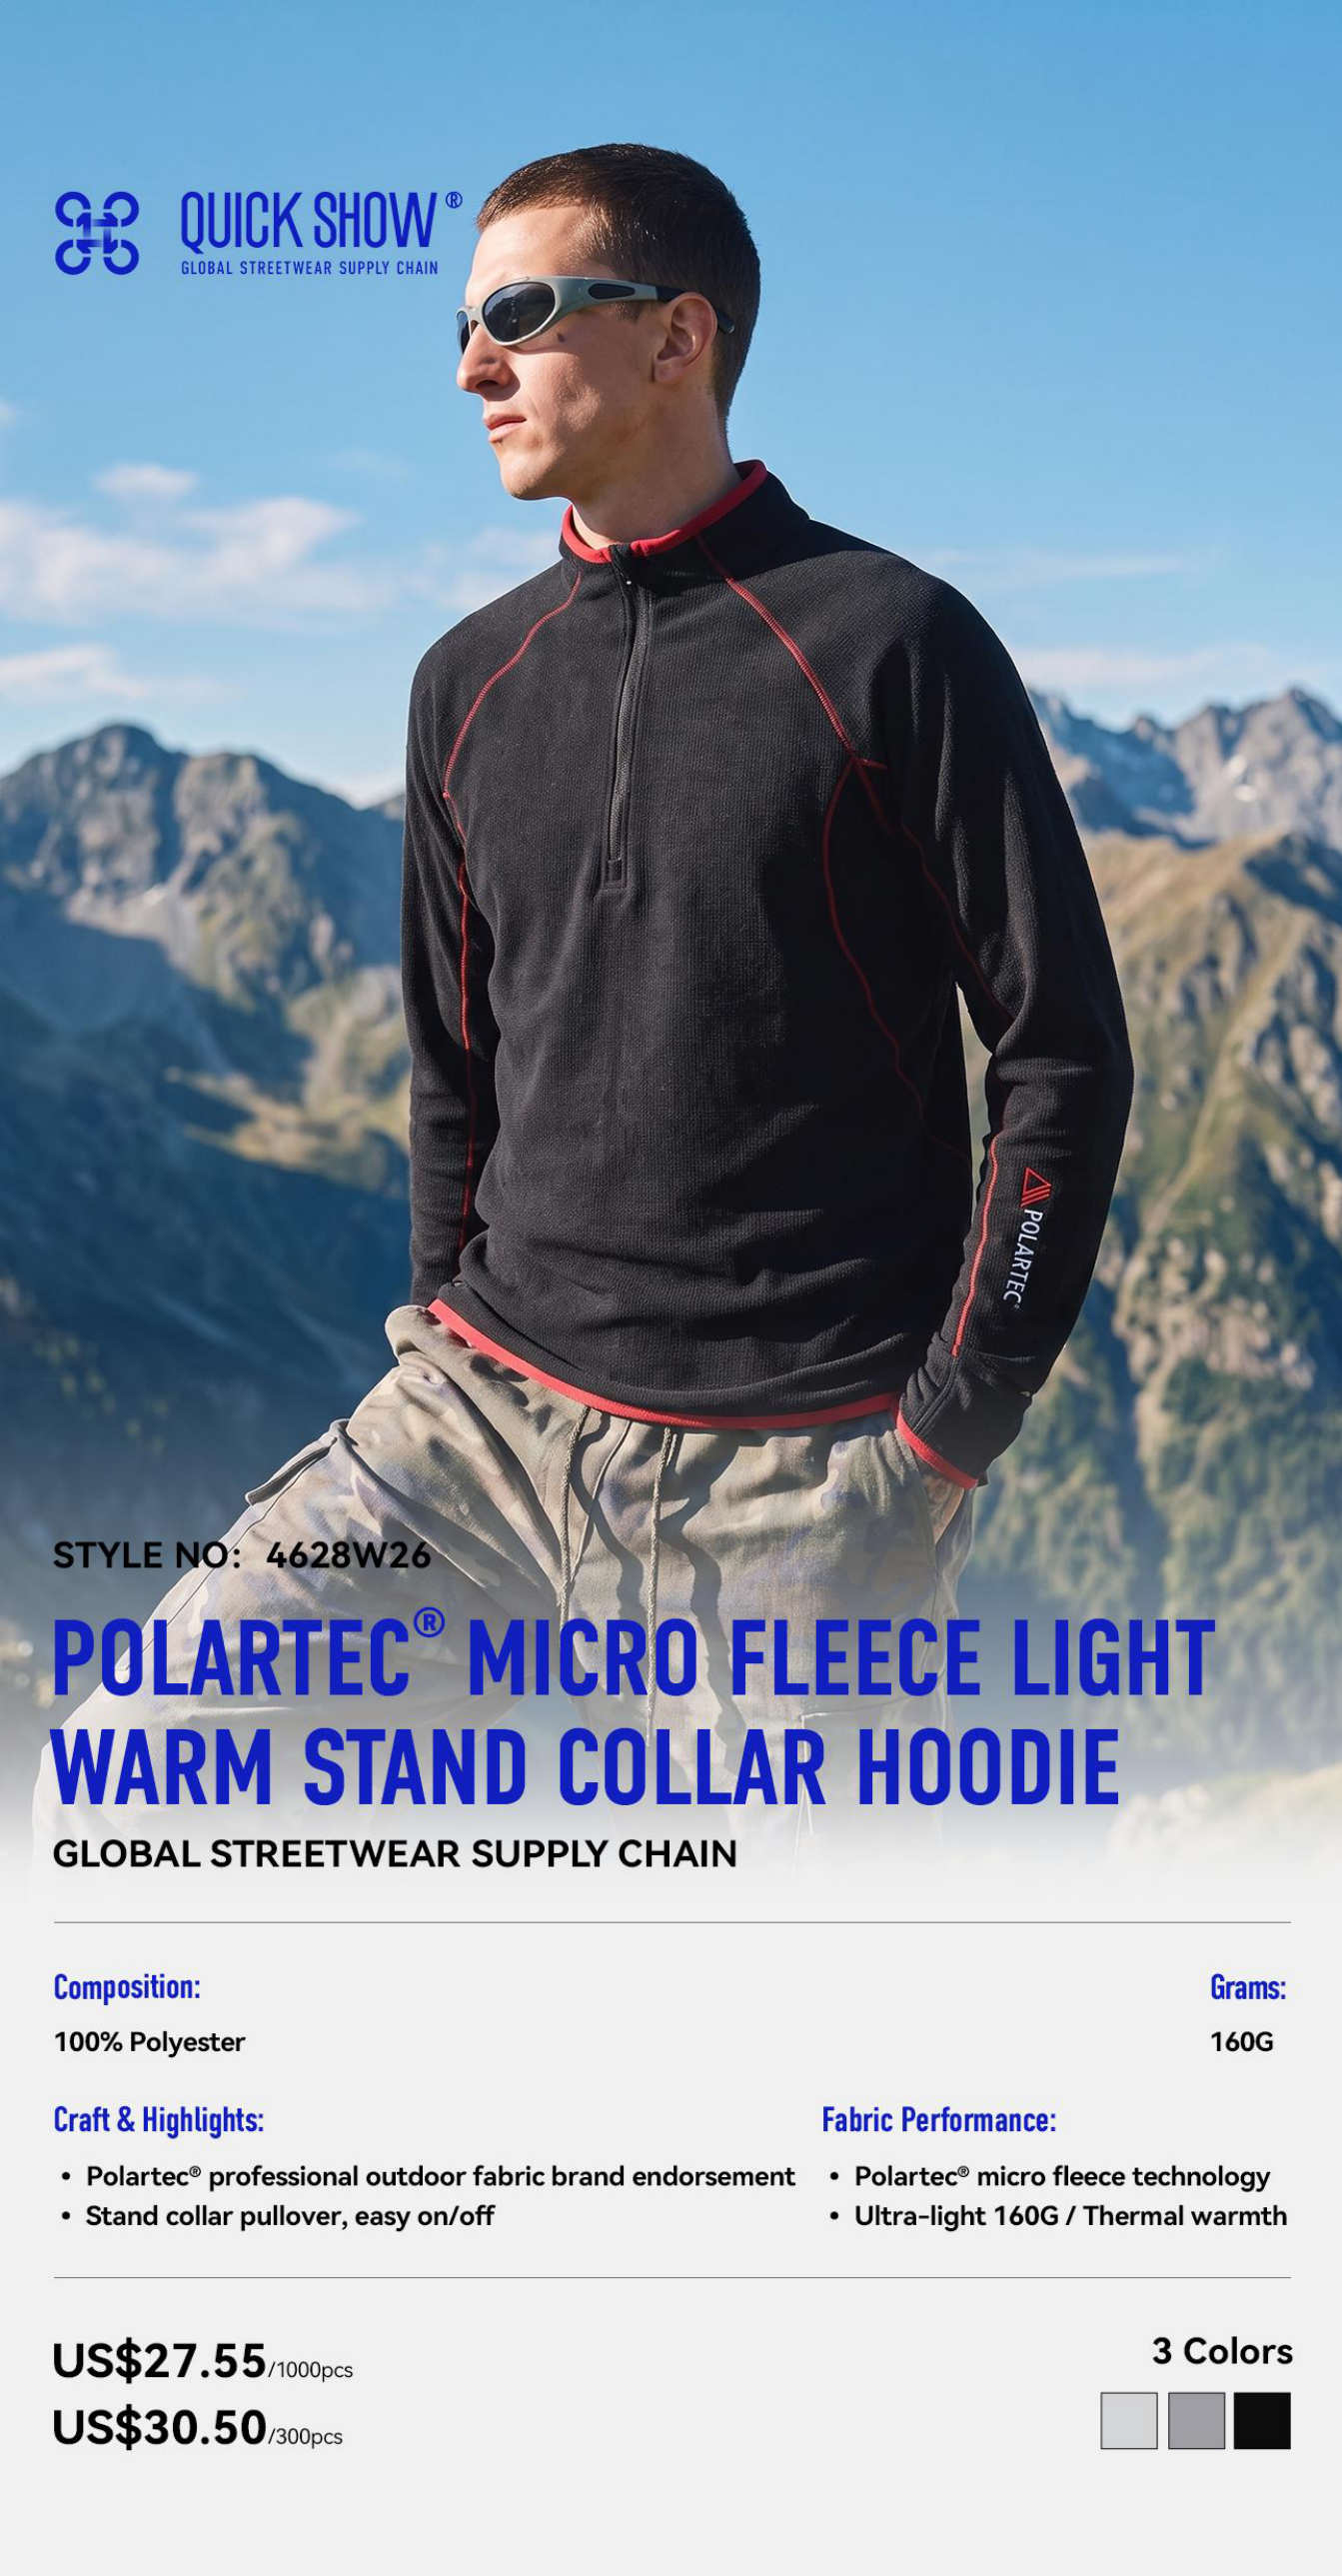 QUICK SHOW®
GLOBAL STREETWEAR SUPPLY CHAIN
POLARTEC®
STYLE NO: 4628W26
POLARTEC® MICRO FLEECE LIGHT
WARM STAND COLLAR HOODIE
GLOBAL STREETWEAR SUPPLY CHAIN
Composition:
100% Polyester
Grams:
160G
Craft & Highlights:
• Polartec® professional outdoor fabric brand endorsement
• Stand collar pullover, easy on/off
Fabric Performance:
• Polartec® micro fleece technology
• Ultra-light 160G / Thermal warmth
US$27.55/1000pcs
US$30.50/300pcs
3 Colors